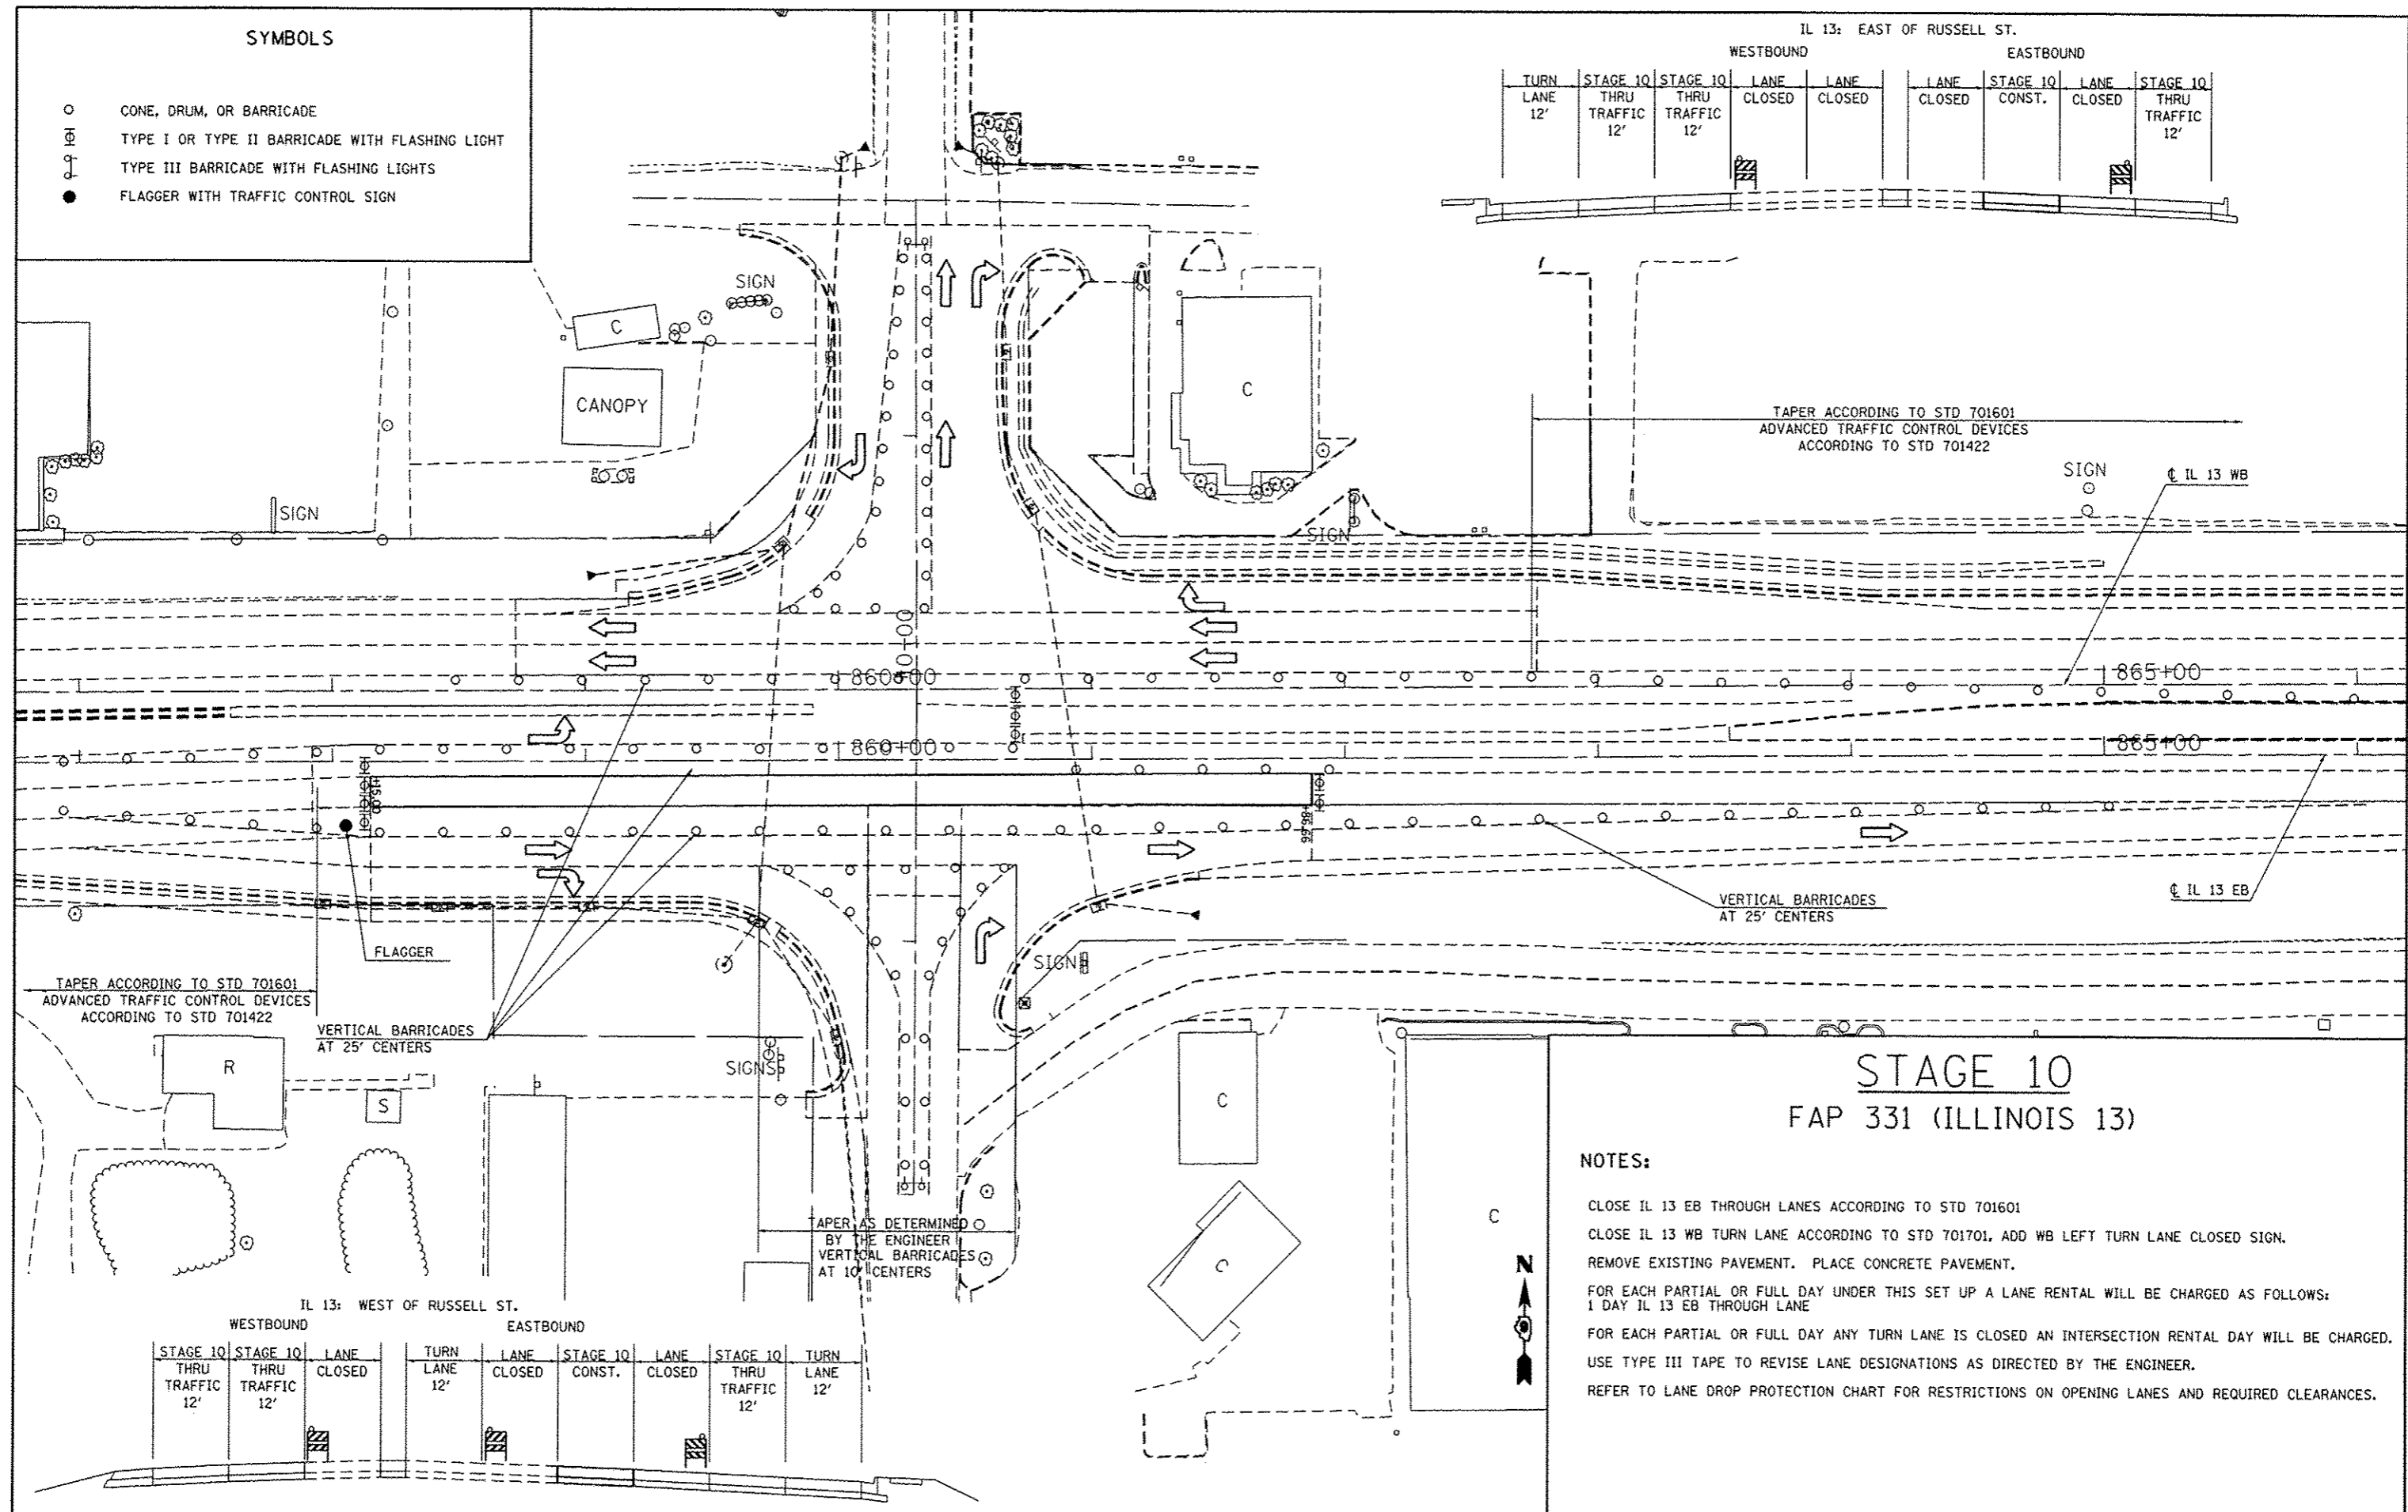 SYMBOLS
CONE, DRUM, OR BARRICADE
TYPE I OR TYPE II BARRICADE WITH FLASHING LIGHT
TYPE III BARRICADE WITH FLASHING LIGHTS
FLAGGER WITH TRAFFIC CONTROL SIGN
IL 13: EAST OF RUSSELL ST.
WESTBOUND
EASTBOUND
TURN LANE 12'
STAGE 10 THRU TRAFFIC 12'
STAGE 10 THRU TRAFFIC 12'
LANE CLOSED
LANE CLOSED
LANE CLOSED
STAGE 10 CONST.
LANE CLOSED
STAGE 10 THRU TRAFFIC 12'
SIGN
C
CANOPY
C
SIGN
SIGN
TAPER ACCORDING TO STD 701601
ADVANCED TRAFFIC CONTROL DEVICES
ACCORDING TO STD 701422
SIGN
℄ IL 13 WB
860+00
865+00
860+00
865+00
VERTICAL BARRICADES
AT 25' CENTERS
℄ IL 13 EB
FLAGGER
SIGN
TAPER ACCORDING TO STD 701601
ADVANCED TRAFFIC CONTROL DEVICES
ACCORDING TO STD 701422
VERTICAL BARRICADES
AT 25' CENTERS
R
S
SIGNS
C
C
C
TAPER AS DETERMINED
BY THE ENGINEER
VERTICAL BARRICADES
AT 10' CENTERS
IL 13: WEST OF RUSSELL ST.
WESTBOUND
EASTBOUND
STAGE 10 THRU TRAFFIC 12'
STAGE 10 THRU TRAFFIC 12'
LANE CLOSED
TURN LANE 12'
LANE CLOSED
STAGE 10 CONST.
LANE CLOSED
STAGE 10 THRU TRAFFIC 12'
TURN LANE 12'
N
STAGE 10
FAP 331 (ILLINOIS 13)
NOTES:
CLOSE IL 13 EB THROUGH LANES ACCORDING TO STD 701601
CLOSE IL 13 WB TURN LANE ACCORDING TO STD 701701, ADD WB LEFT TURN LANE CLOSED SIGN.
REMOVE EXISTING PAVEMENT. PLACE CONCRETE PAVEMENT.
FOR EACH PARTIAL OR FULL DAY UNDER THIS SET UP A LANE RENTAL WILL BE CHARGED AS FOLLOWS:
1 DAY IL 13 EB THROUGH LANE
FOR EACH PARTIAL OR FULL DAY ANY TURN LANE IS CLOSED AN INTERSECTION RENTAL DAY WILL BE CHARGED.
USE TYPE III TAPE TO REVISE LANE DESIGNATIONS AS DIRECTED BY THE ENGINEER.
REFER TO LANE DROP PROTECTION CHART FOR RESTRICTIONS ON OPENING LANES AND REQUIRED CLEARANCES.